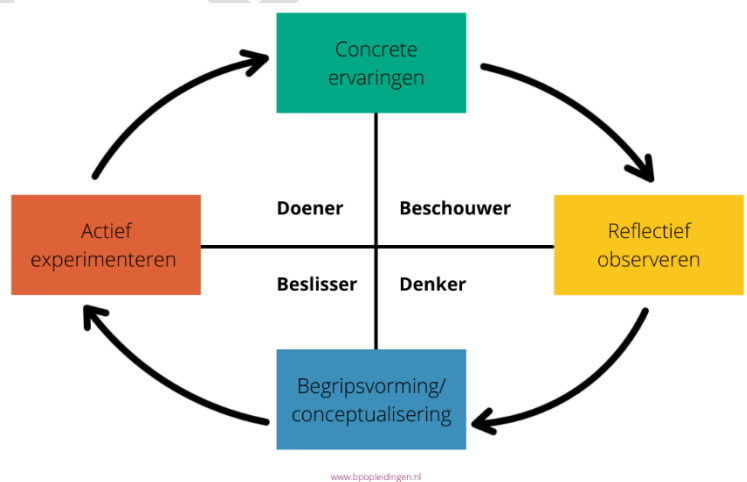 Concrete
ervaringen
Doener
Beschouwer
Actief
experimenteren
Reflectief
observeren
Beslisser
Denker
Begripsvorming/
conceptualisering
www.bpopleidingen.nl